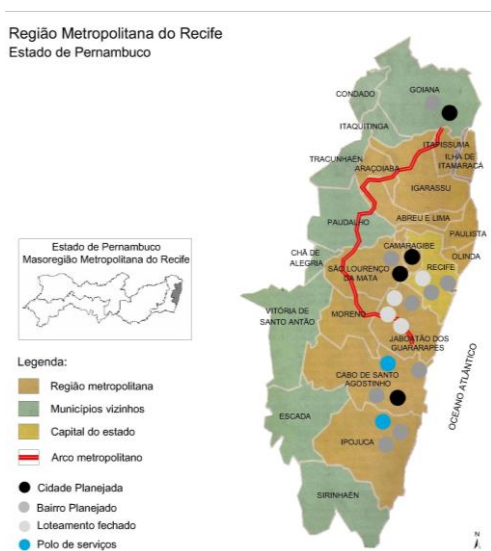 Região Metropolitana do Recife
Estado de Pernambuco
GOIANA
CONDADO
ITAQUITINGA
ITAPISSUMA
ILHA DE
ITAMARACÁ
TRACUNHAÉN
ARAÇOIABA
IGARASSU
PAUDALHO
ABREU E LIMA
PAULISTA
CAMARAGIBE
OLINDA
CHÃ DE
ALEGRIA
SÃO LOURENÇO
DA MATA
RECIFE
VITÓRIA DE
SANTO ANTÃO
MORENO
JABOATÃO DOS
GUARARAPES
CABO DE SANTO
AGOSTINHO
ESCADA
IPOJUCA
SIRINHAÉN
OCEANO ATLÂNTICO
Estado de Pernambuco
Masoregião Metropolitana do Recife
Legenda:
Região metropolitana
Municípios vizinhos
Capital do estado
Arco metropolitano
Cidade Planejada
Bairro Planejado
Loteamento fechado
Polo de serviços
N